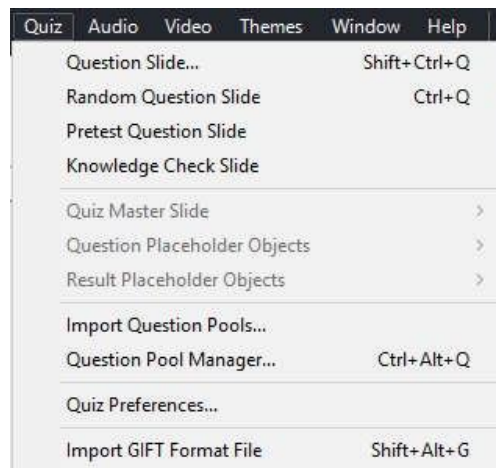 Quiz Audio Video Themes Window Help
Question Slide... Shift+Ctrl+Q
Random Question Slide Ctrl+Q
Pretest Question Slide
Knowledge Check Slide
Quiz Master Slide
Question Placeholder Objects
Result Placeholder Objects
Import Question Pools...
Question Pool Manager... Ctrl+Alt+Q
Quiz Preferences...
Import GIFT Format File Shift+Alt+G